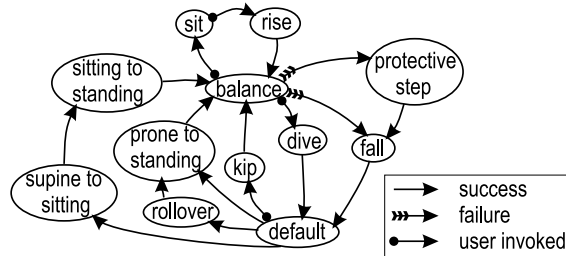 sit
rise
sitting to
standing
balance
protective
step
prone to
standing
dive
kip
fall
supine to
sitting
rollover
default
success
failure
user invoked